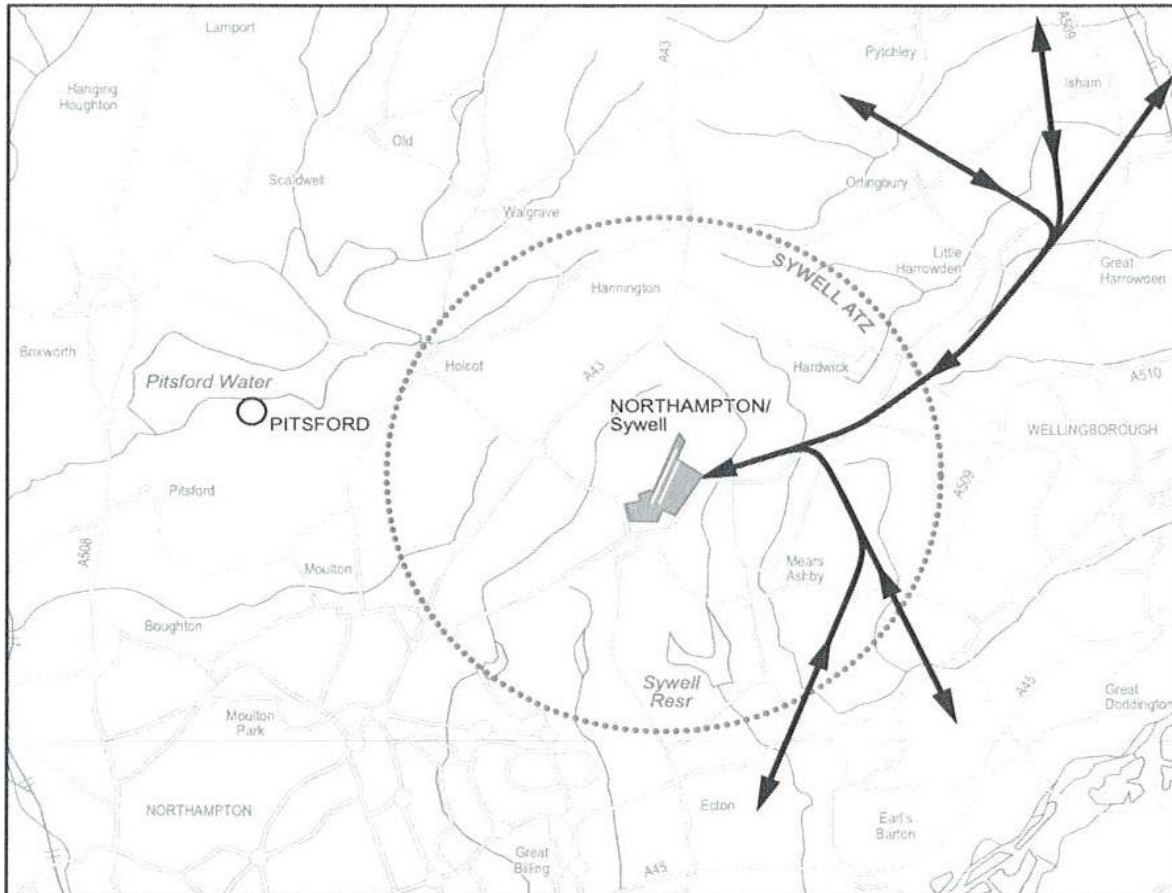 Lamport
A43
A509
Pytchley
Isham
Hanging
Houghton
Old
Scaldwell
Orlingbury
Walgrave
Little
Harrowden
Great
Harrowden
SYWELL ATZ
Hannington
Brixworth
Holcot
A43
Hardwick
A510
Pitsford Water
PITSFORD
NORTHAMPTON/
Sywell
WELLINGBOROUGH
Pitsford
A509
A508
Moulton
Mears
Ashby
Boughton
Sywell
Resr
A45
Great
Doddington
Moulton
Park
NORTHAMPTON
Ecton
Earl's
Barton
Great
Billing
A45